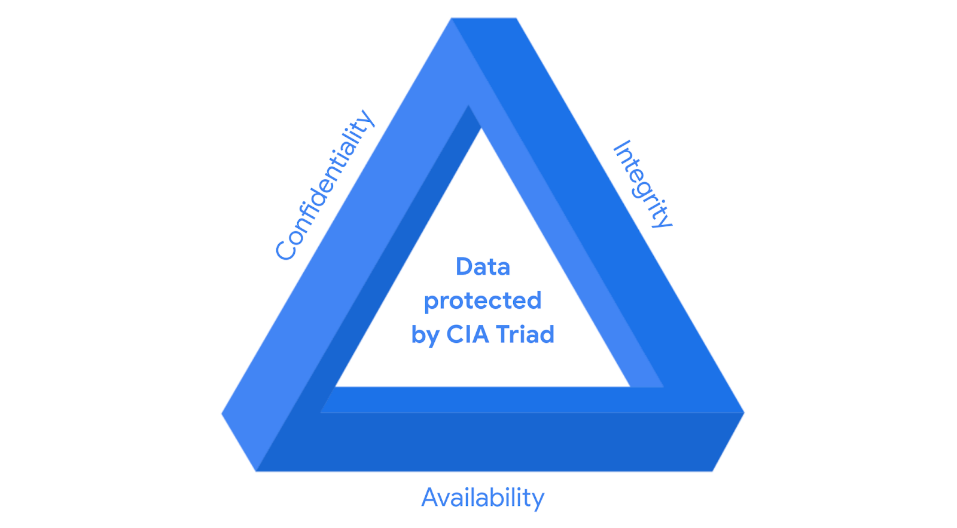 Confidentiality
Integrity
Data
protected
by CIA Triad
Availability